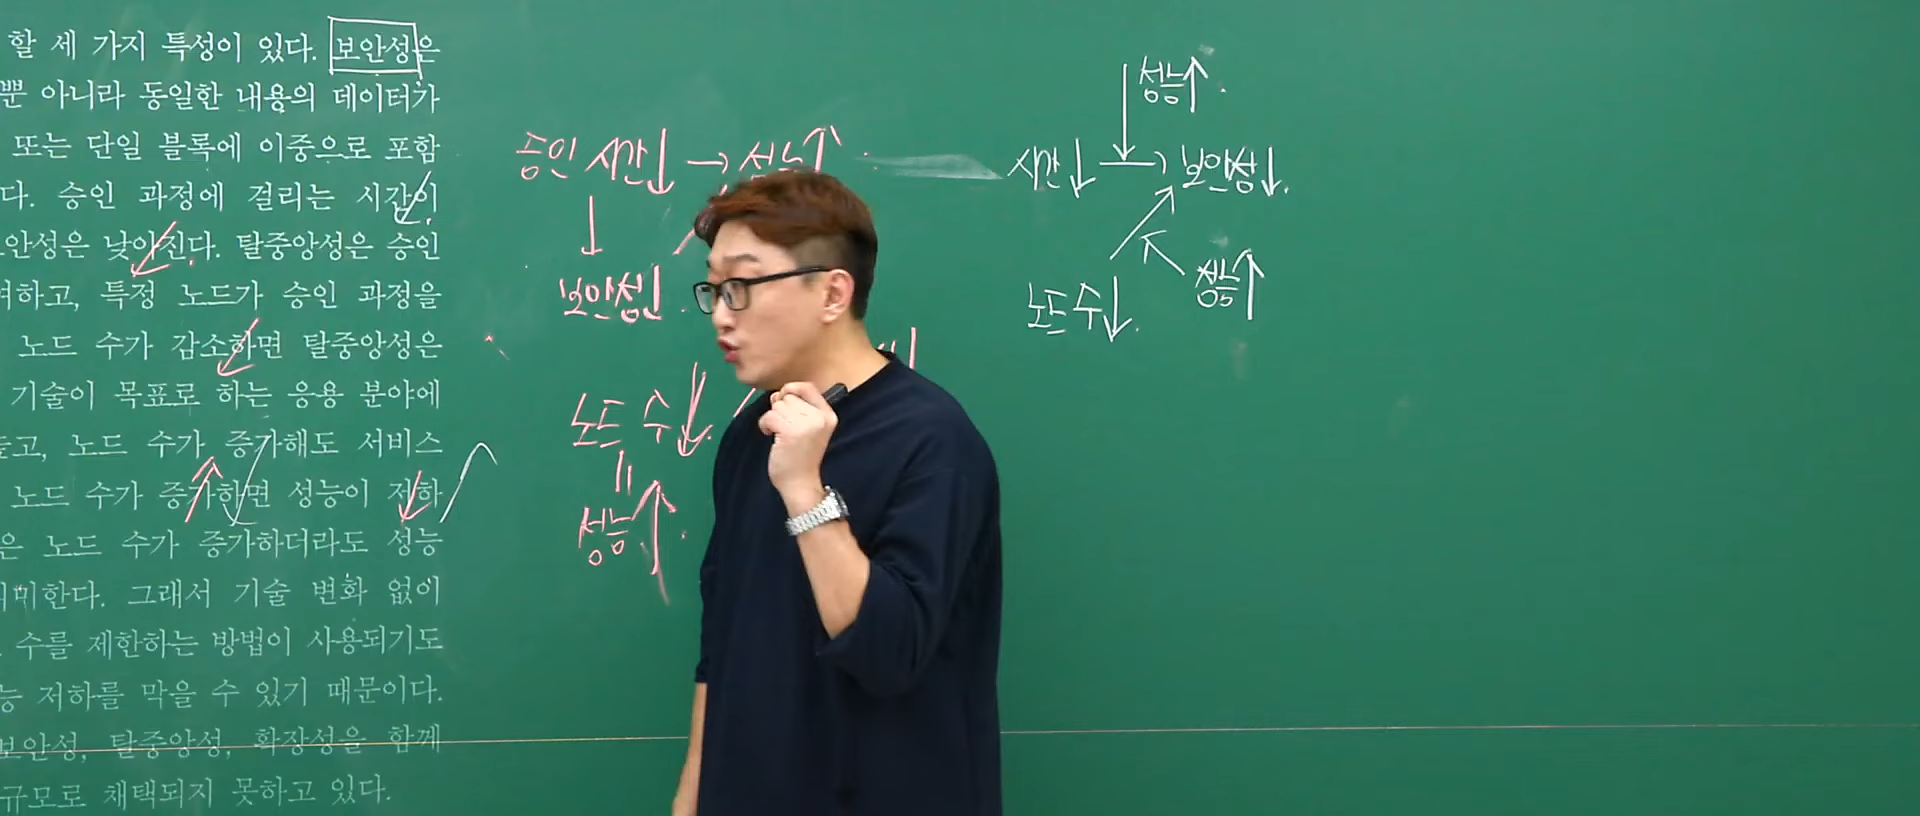 할 세 가지 특성이 있다. 보안성은
뿐 아니라 동일한 내용의 데이터가
또는 단일 블록에 이중으로 포함
다. 승인 과정에 걸리는 시간이
안성은 낮아진다. 탈중앙성은 승인
여하고, 특정 노드가 승인 과정을
노드 수가 감소하면 탈중앙성은
기술이 목표로 하는 응용 분야에
고, 노드 수가 증가해도 서비스
노드 수가 증가하면 성능이 저하
은 노드 수가 증가하더라도 성능
미한다. 그래서 기술 변화 없이
수를 제한하는 방법이 사용되기도
능 저하를 막을 수 있기 때문이다.
보안성, 탈중앙성, 확장성을 함께
규모로 채택되지 못하고 있다.
승인 시간↓ → 성능↑
↓
보안성↓
노드 수↓
성능↑
성능↑
시간↓ → 보안성↓
노드 수↓
성능↑